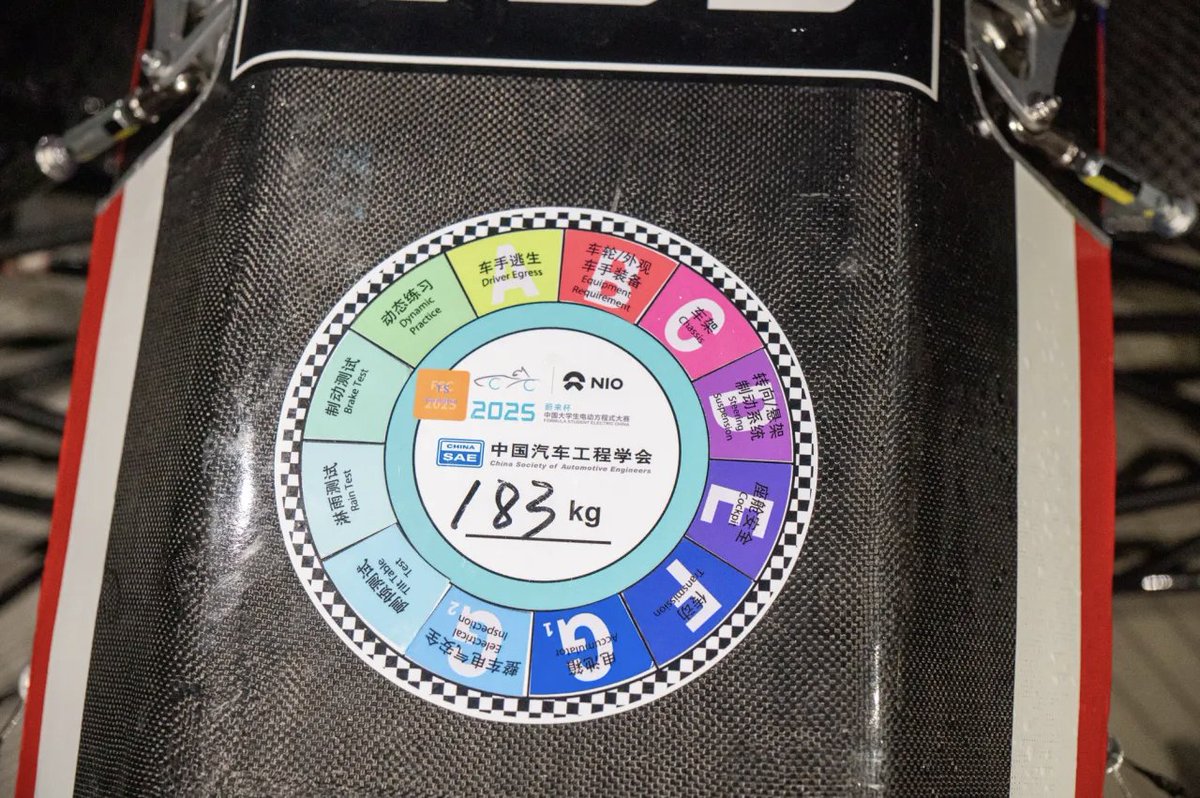 A
车手逃生
Driver Egress
B
车轮/外观
车手装备
Equipment
Requirement
C
车架
Chassis
转向/悬架
制动系统
Steering
Suspension
E
座舱安全
Cockpit
传动
Transmission
G1
电池箱
Accumulator
G2
整车电气安全
Eelectrical
Inspection
侧倾测试
Tilt Table
Test
淋雨测试
Rain Test
制动测试
Brake Test
动态练习
Dynamic
Practice
2025
NIO
2025
蔚来杯
中国大学生电动方程式大赛
FORMULA STUDENT ELECTRIC CHINA
CHINA
SAE
中国汽车工程学会
China Society of Automotive Engineers
183 kg